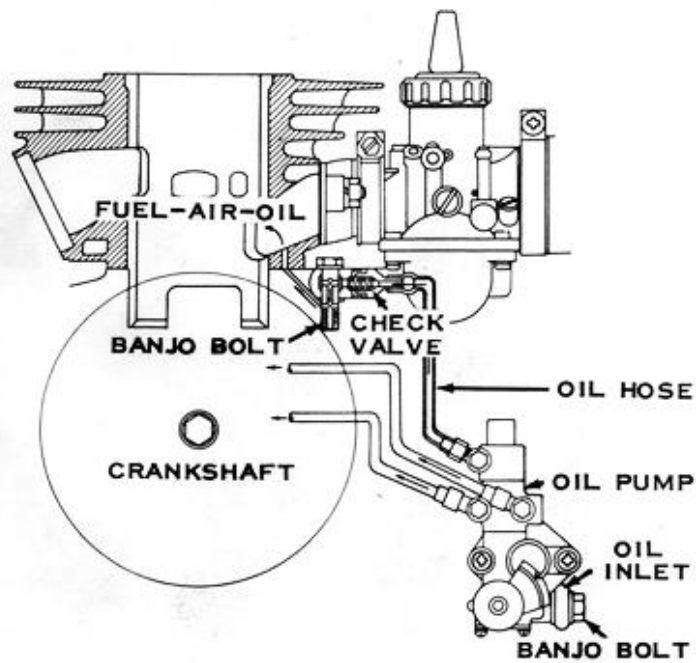 FUEL-AIR-OIL
BANJO BOLT
CHECK
VALVE
OIL HOSE
CRANKSHAFT
OIL PUMP
OIL
INLET
BANJO BOLT